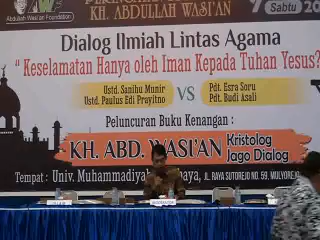 KH. ABDULLAH WASI'AN
Abdullah Wasi'an Foundation
Sabtu
Dialog Ilmiah Lintas Agama
" Keselamatan Hanya oleh Iman Kepada Tuhan Yesus?
Ustd. Sanihu Munir
Ustd. Paulus Edi Prayitno
VS
Pdt. Esra Soru
Pdt. Budi Asali
Peluncuran Buku Kenangan :
KH. ABD. WASI'AN
Kristolog
Jago Dialog
Tempat : Univ. Muhammadiyah
JL. RAYA SUTOREJO NO. 59, MULYOREJO